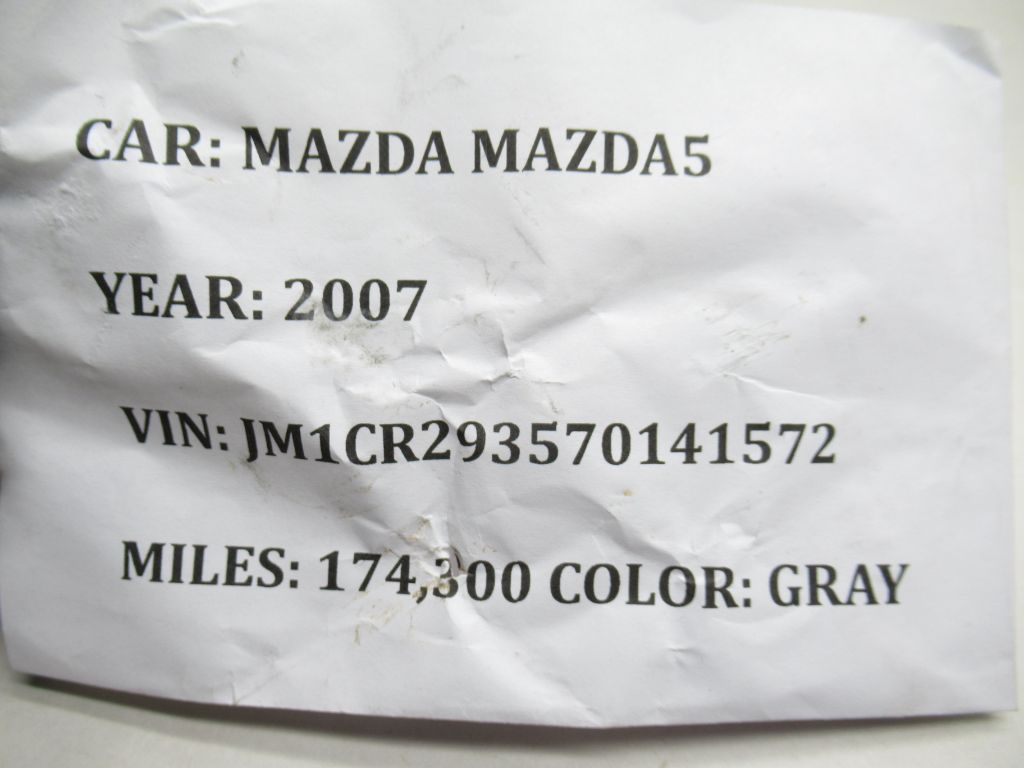 CAR: MAZDA MAZDA5
YEAR: 2007
VIN: JM1CR293570141572
MILES: 174,300 COLOR: GRAY